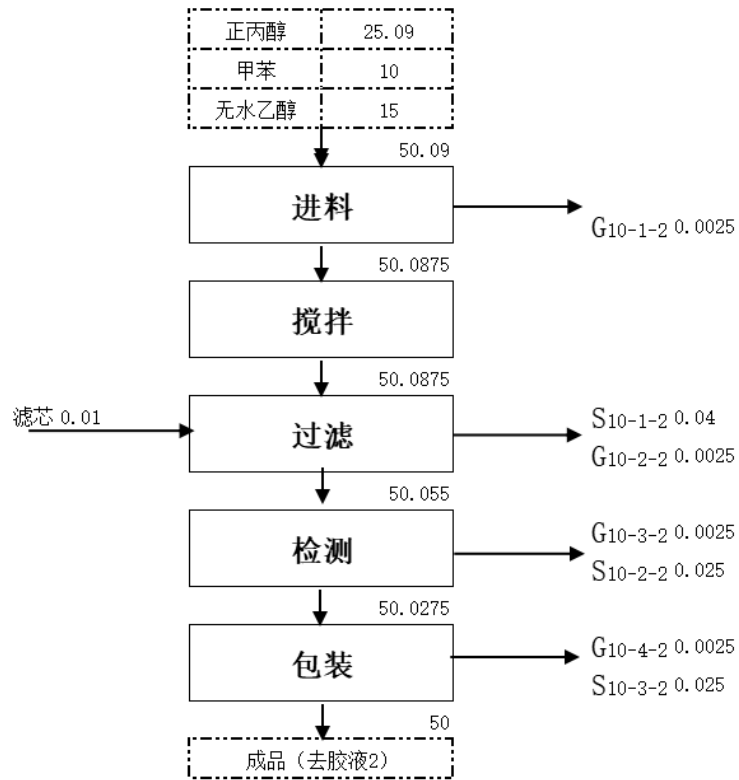 正丙醇 25.09
甲苯 10
无水乙醇 15
50.09
进料
G10-1-2 0.0025
50.0875
搅拌
50.0875
滤芯 0.01
过滤
S10-1-2 0.04
G10-2-2 0.0025
50.055
检测
G10-3-2 0.0025
S10-2-2 0.025
50.0275
包装
G10-4-2 0.0025
S10-3-2 0.025
50
成品（去胶液2）